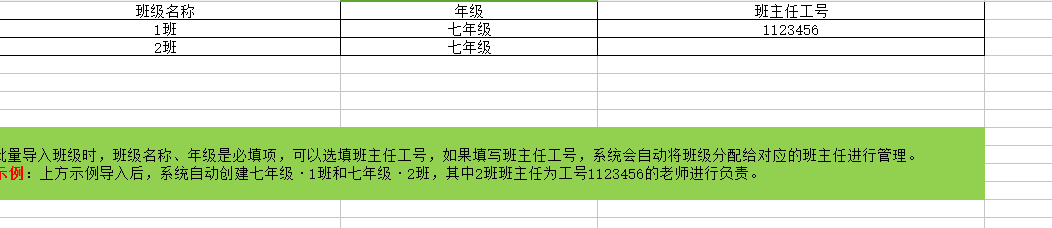 班级名称 年级 班主任工号
1班 七年级 1123456
2班 七年级
批量导入班级时，班级名称、年级是必填项，可以选填班主任工号，如果填写班主任工号，系统会自动将班级分配给对应的班主任进行管理。
示例：上方示例导入后，系统自动创建七年级·1班和七年级·2班，其中2班班主任为工号1123456的老师进行负责。